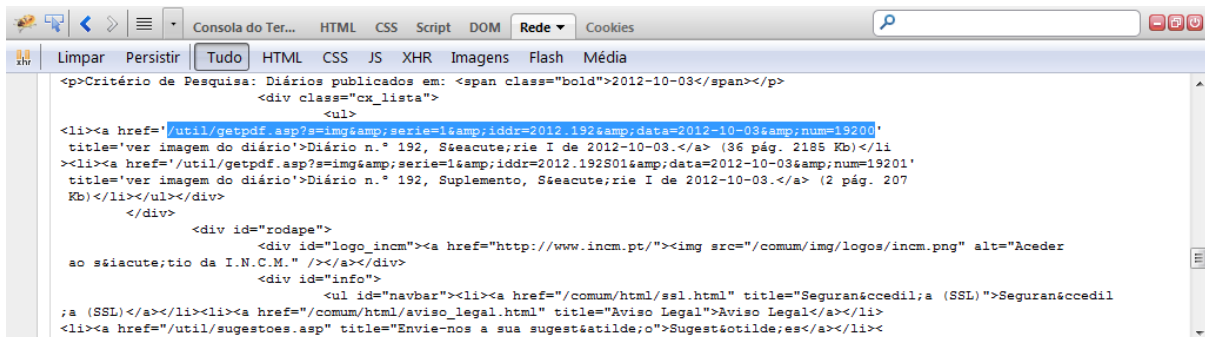 Consola do Ter... HTML CSS Script DOM Rede Cookies
xhr Limpar Persistir Tudo HTML CSS JS XHR Imagens Flash Média
<p>Critério de Pesquisa: Diários publicados em: <span class="bold">2012-10-03</span></p>
<div class="cx_lista">
<ul>
<li><a href='/util/getpdf.asp?s=img&amp;serie=1&amp;iddr=2012.192&amp;data=2012-10-03&amp;num=19200'
title='ver imagem do diário'>Diário n.º 192, S&eacute;rie I de 2012-10-03.</a> (36 pág. 2185 Kb)</li
><li><a href='/util/getpdf.asp?s=img&amp;serie=1&amp;iddr=2012.192S01&amp;data=2012-10-03&amp;num=19201'
title='ver imagem do diário'>Diário n.º 192, Suplemento, S&eacute;rie I de 2012-10-03.</a> (2 pág. 207
Kb)</li></ul></div>
</div>
<div id="rodape">
<div id="logo_incm"><a href="http://www.incm.pt/"><img src="/comum/img/logos/incm.png" alt="Aceder
ao s&iacute;tio da I.N.C.M." /></a></div>
<div id="info">
<ul id="navbar"><li><a href="/comum/html/ssl.html" title="Seguran&ccedil;a (SSL)">Seguran&ccedil
;a (SSL)</a></li><li><a href="/comum/html/aviso_legal.html" title="Aviso Legal">Aviso Legal</a></li>
<li><a href="/util/sugestoes.asp" title="Envie-nos a sua sugest&atilde;o">Sugest&otilde;es</a></li><